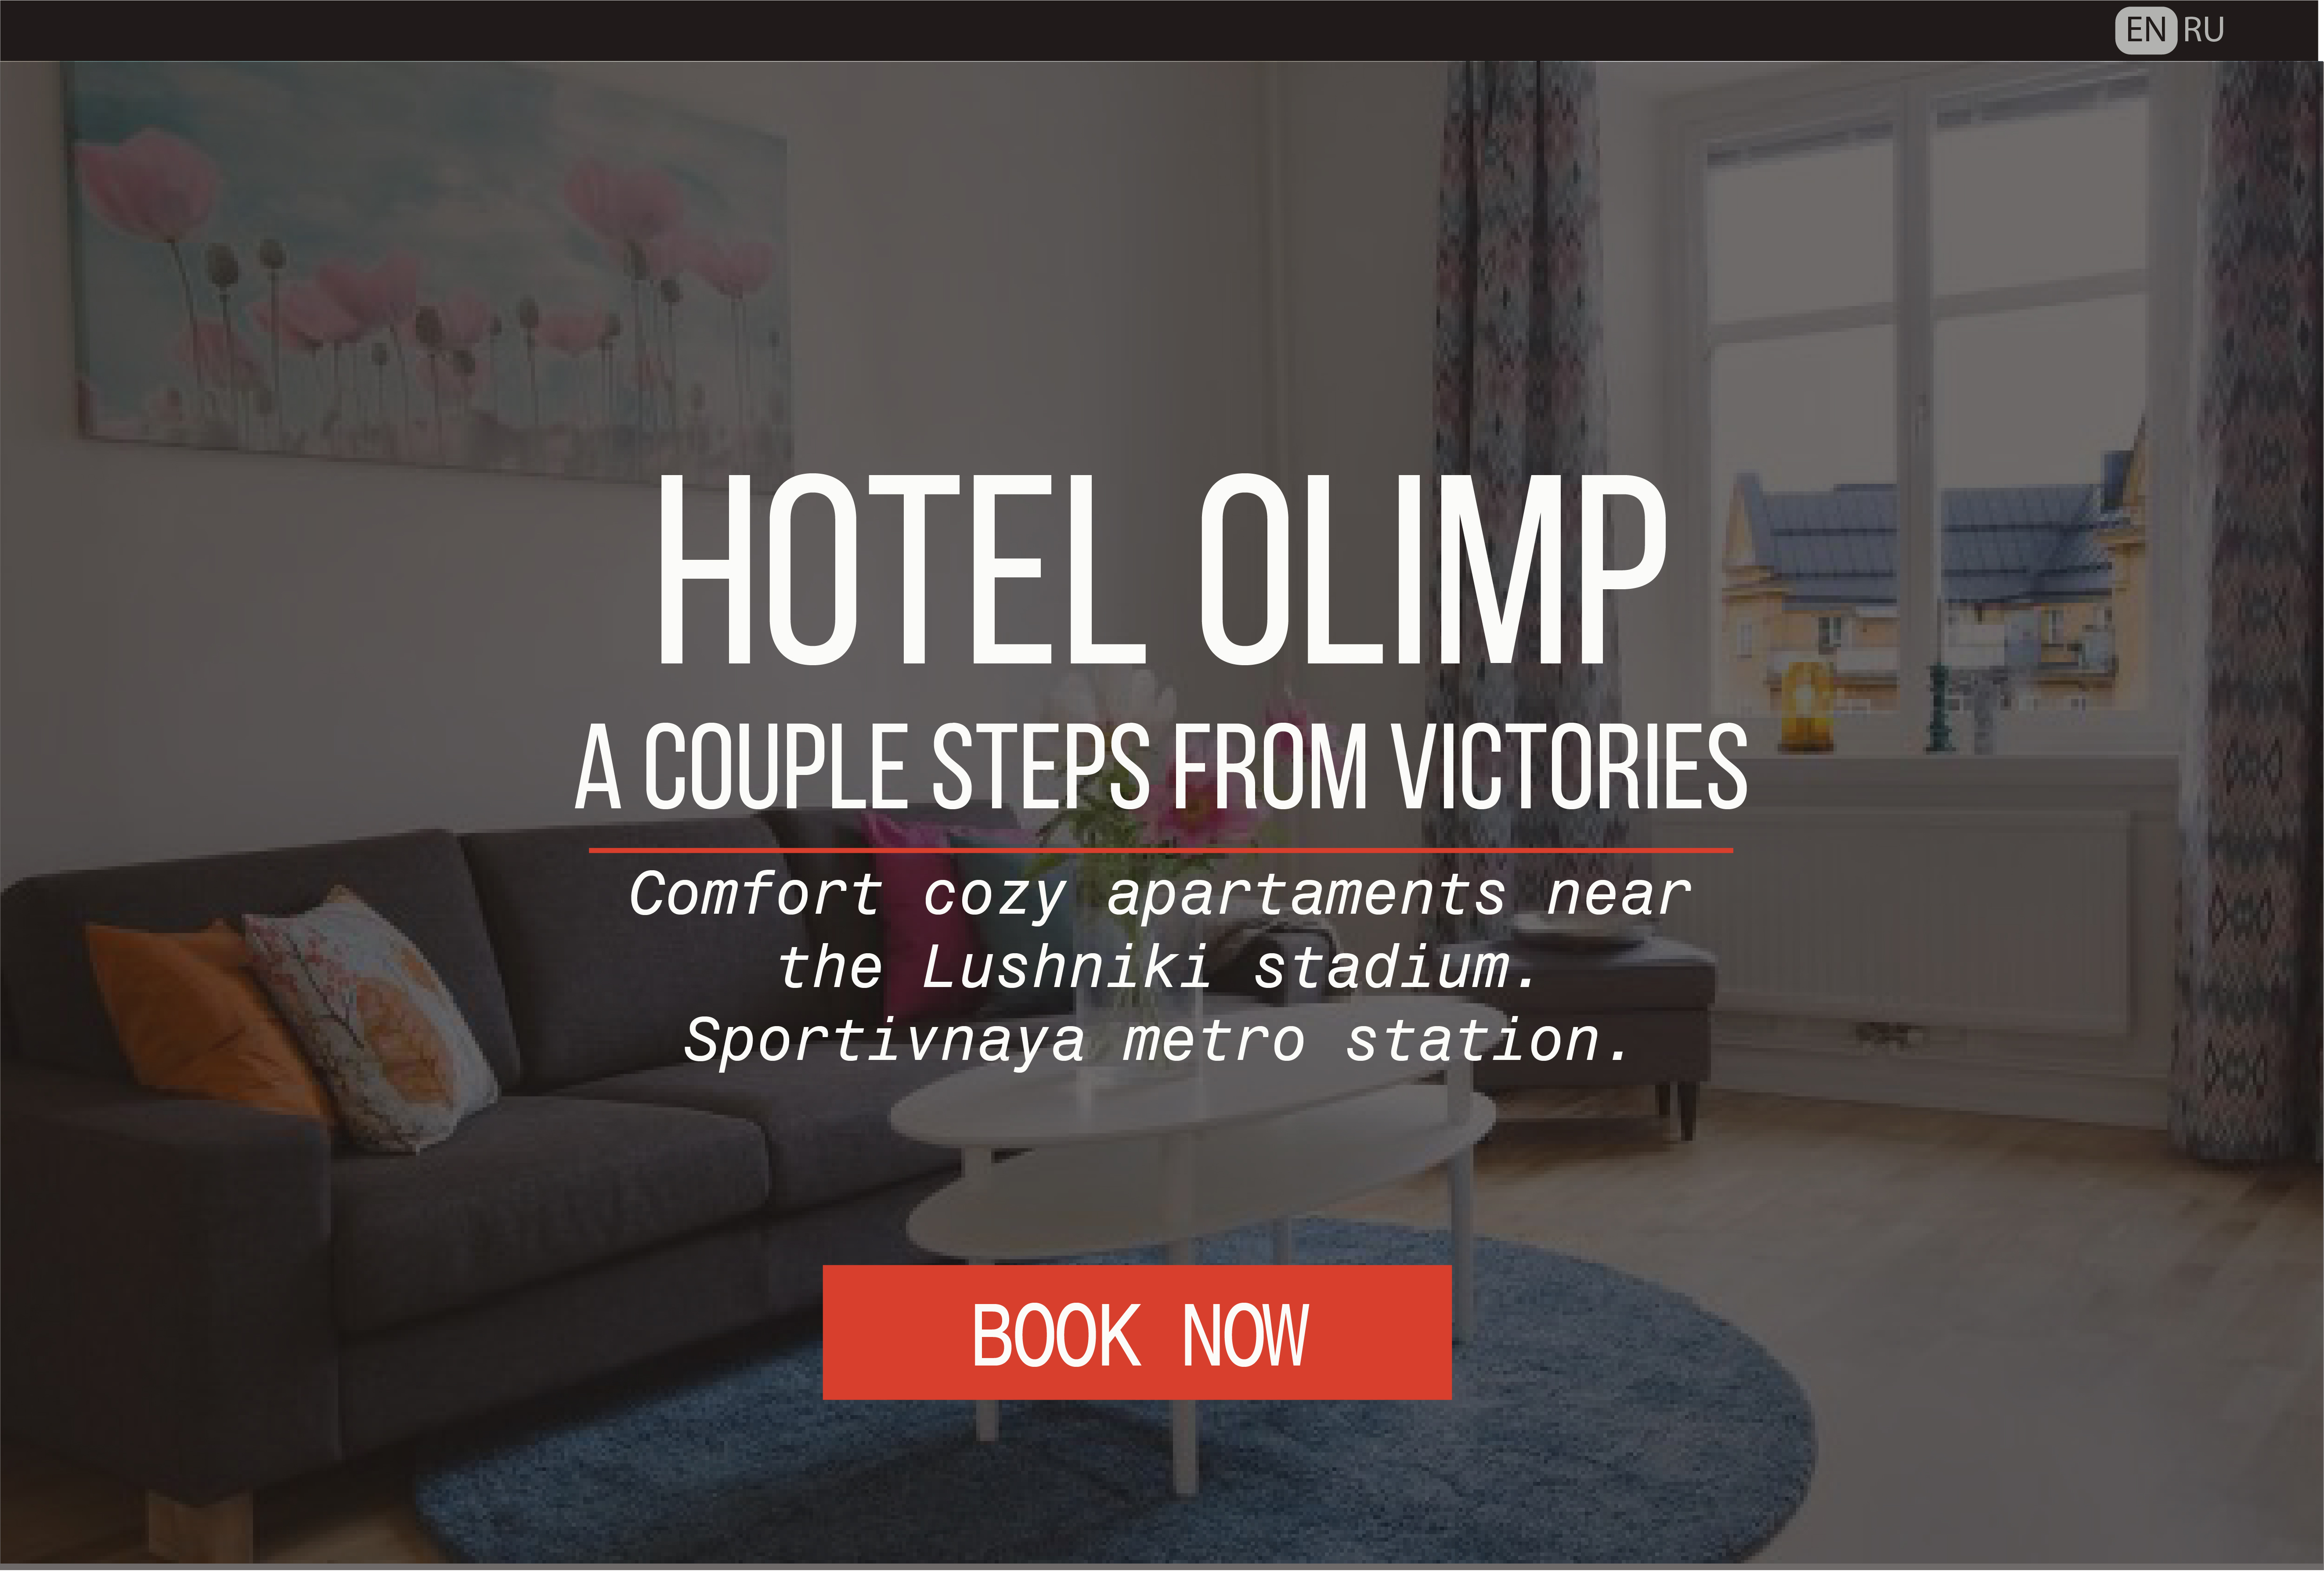 EN RU
HOTEL OLIMP
A COUPLE STEPS FROM VICTORIES
Comfort cozy apartaments near
the Lushniki stadium.
Sportivnaya metro station.
BOOK NOW